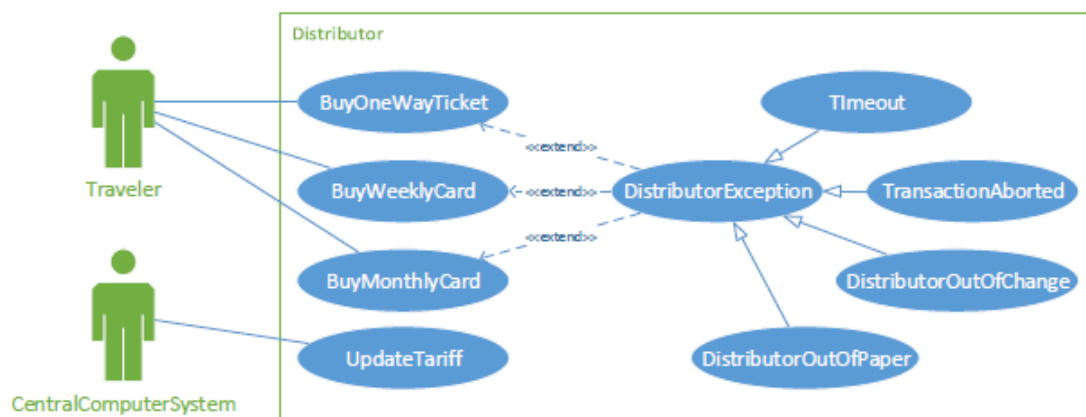 Distributor
BuyOneWayTicket
TImeout
<<extend>>
Traveler
BuyWeeklyCard
<<extend>>
DistributorException
TransactionAborted
<<extend>>
BuyMonthlyCard
DistributorOutOfChange
UpdateTariff
DistributorOutOfPaper
CentralComputerSystem